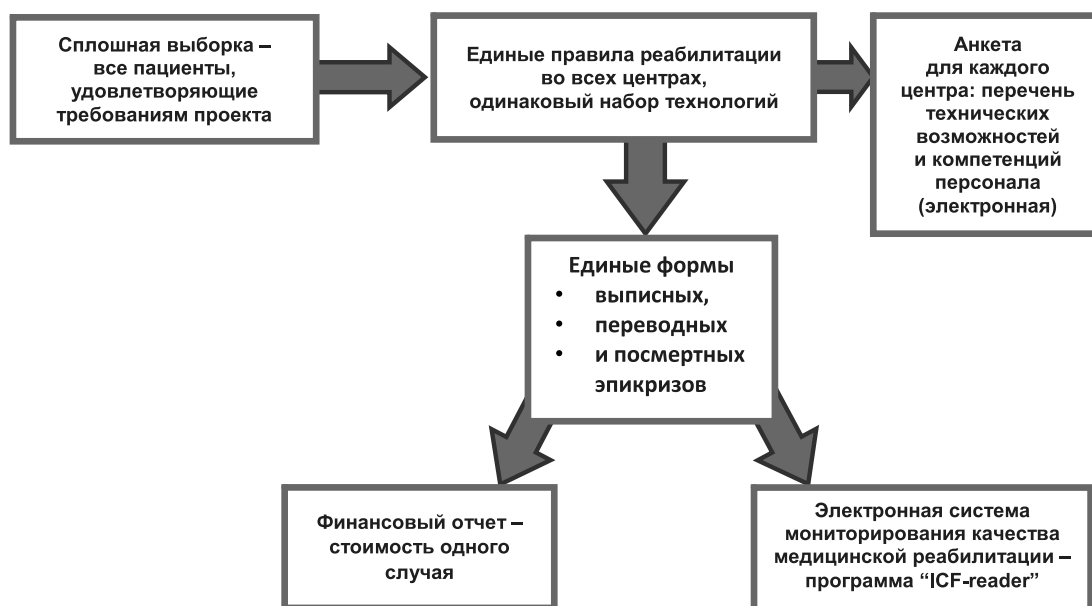 Сплошная выборка –
все пациенты,
удовлетворяющие
требованиям проекта
Единые правила реабилитации
во всех центрах,
одинаковый набор технологий
Анкета
для каждого
центра: перечень
технических
возможностей
и компетенций
персонала
(электронная)
Единые формы
• выписных,
• переводных
• и посмертных
эпикризов
Финансовый отчет –
стоимость одного
случая
Электронная система
мониторирования качества
медицинской реабилитации –
программа “ICF-reader”